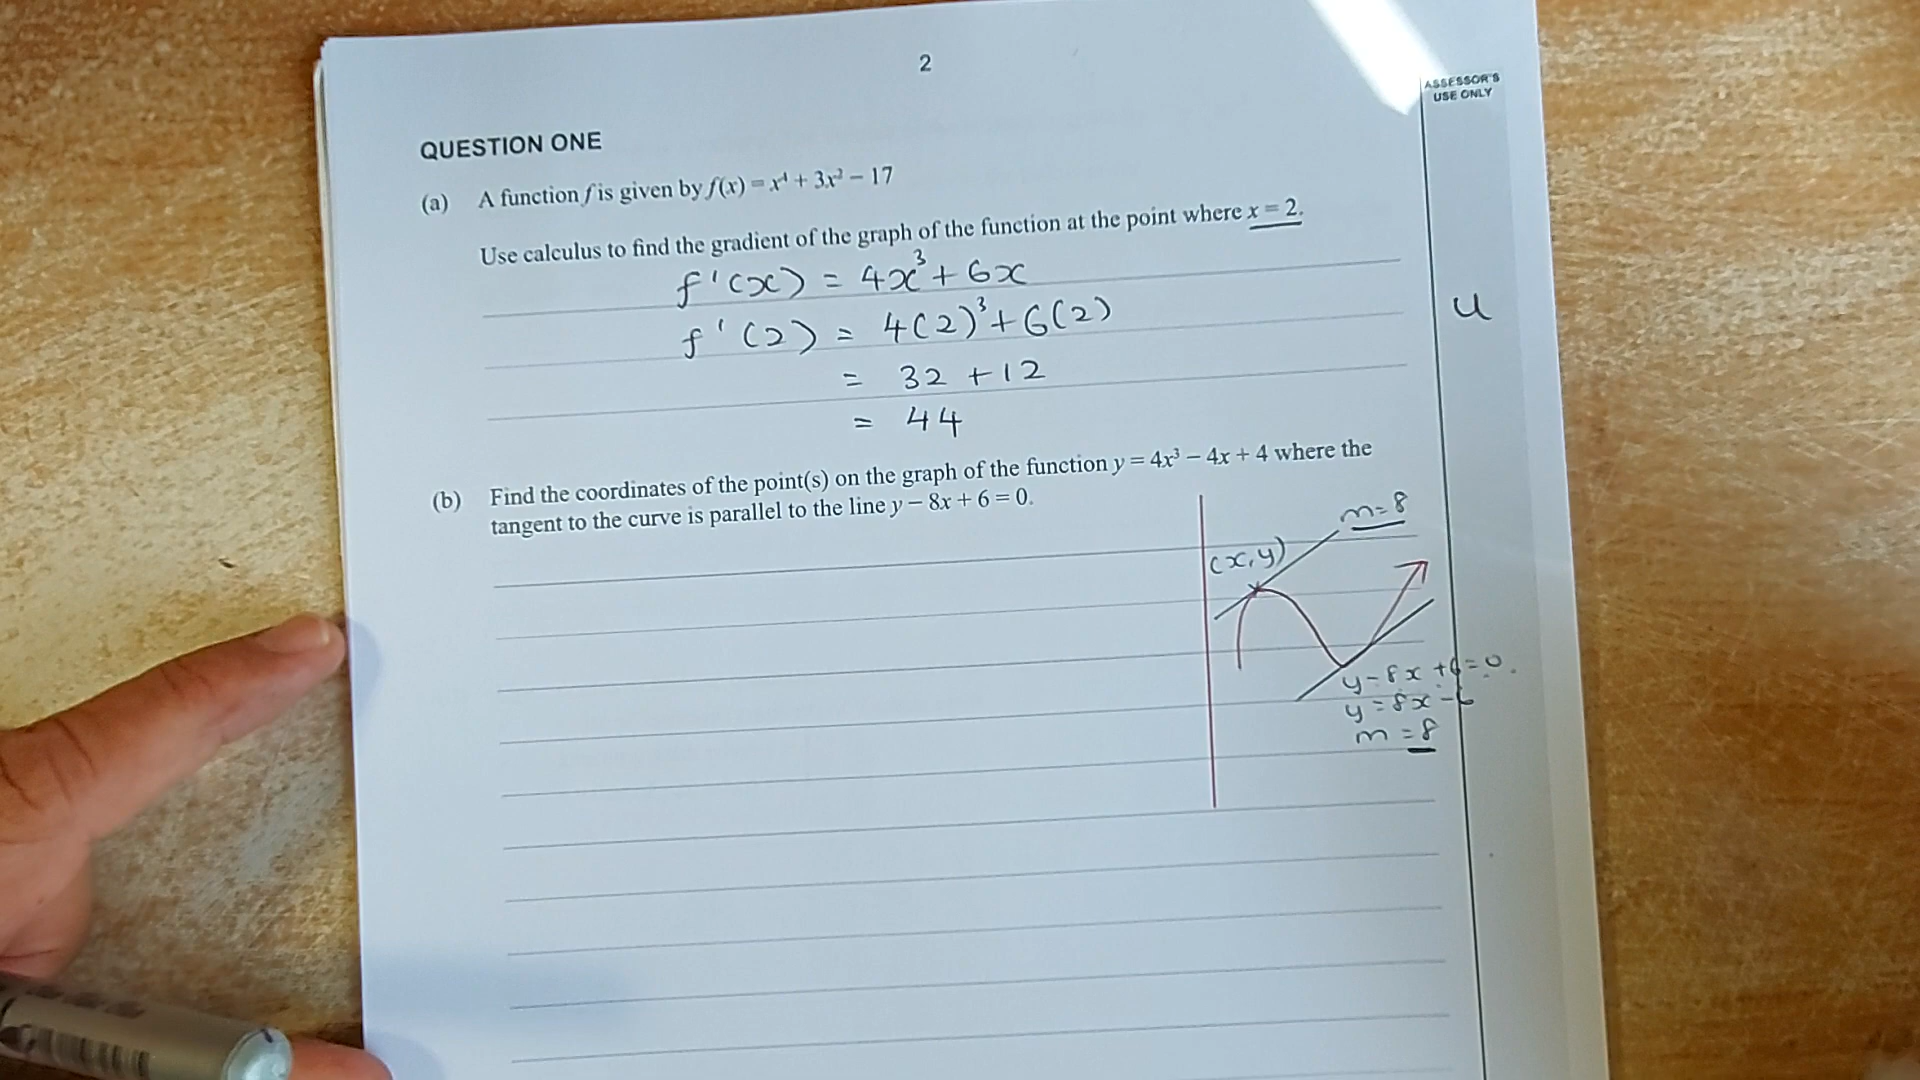 2
ASSESSOR'S
USE ONLY
QUESTION ONE
(a) A function f is given by f(x) = x⁴ + 3x² – 17
Use calculus to find the gradient of the graph of the function at the point where x = 2.
f'(x) = 4x³ + 6x
f'(2) = 4(2)³ + 6(2)
= 32 + 12
= 44
u
(b) Find the coordinates of the point(s) on the graph of the function y = 4x³ – 4x + 4 where the
tangent to the curve is parallel to the line y – 8x + 6 = 0.
m = 8
(x, y)
y - 8x + 6 = 0.
y = 8x - 6
m = 8